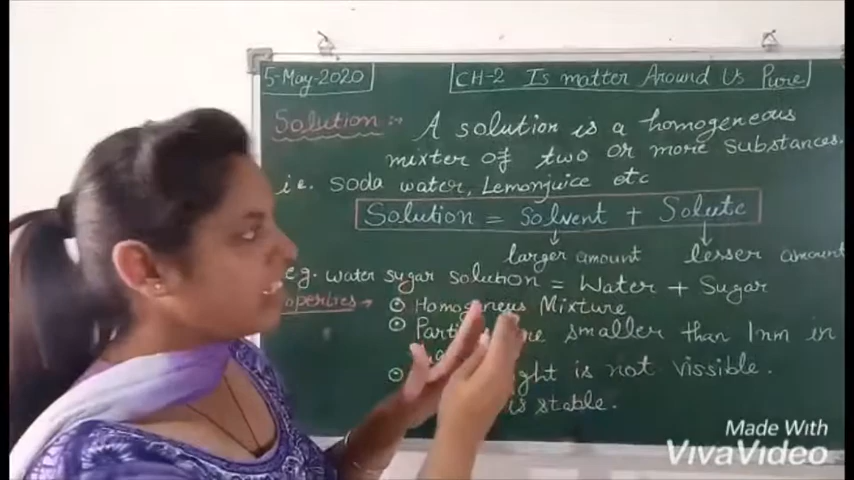 5-May-2020
CH-2 Is matter Around Us Pure
Solution :- A solution is a homogeneous
mixter of two or more substances.
i.e. soda water, Lemonjuice etc
Solution = Solvent + Solute
larger amount lesser amount
e.g. water sugar solution = Water + Sugar
Homogeneous Mixture
smaller than 1nm in
is not visible.
is stable.
Made With
VivaVideo